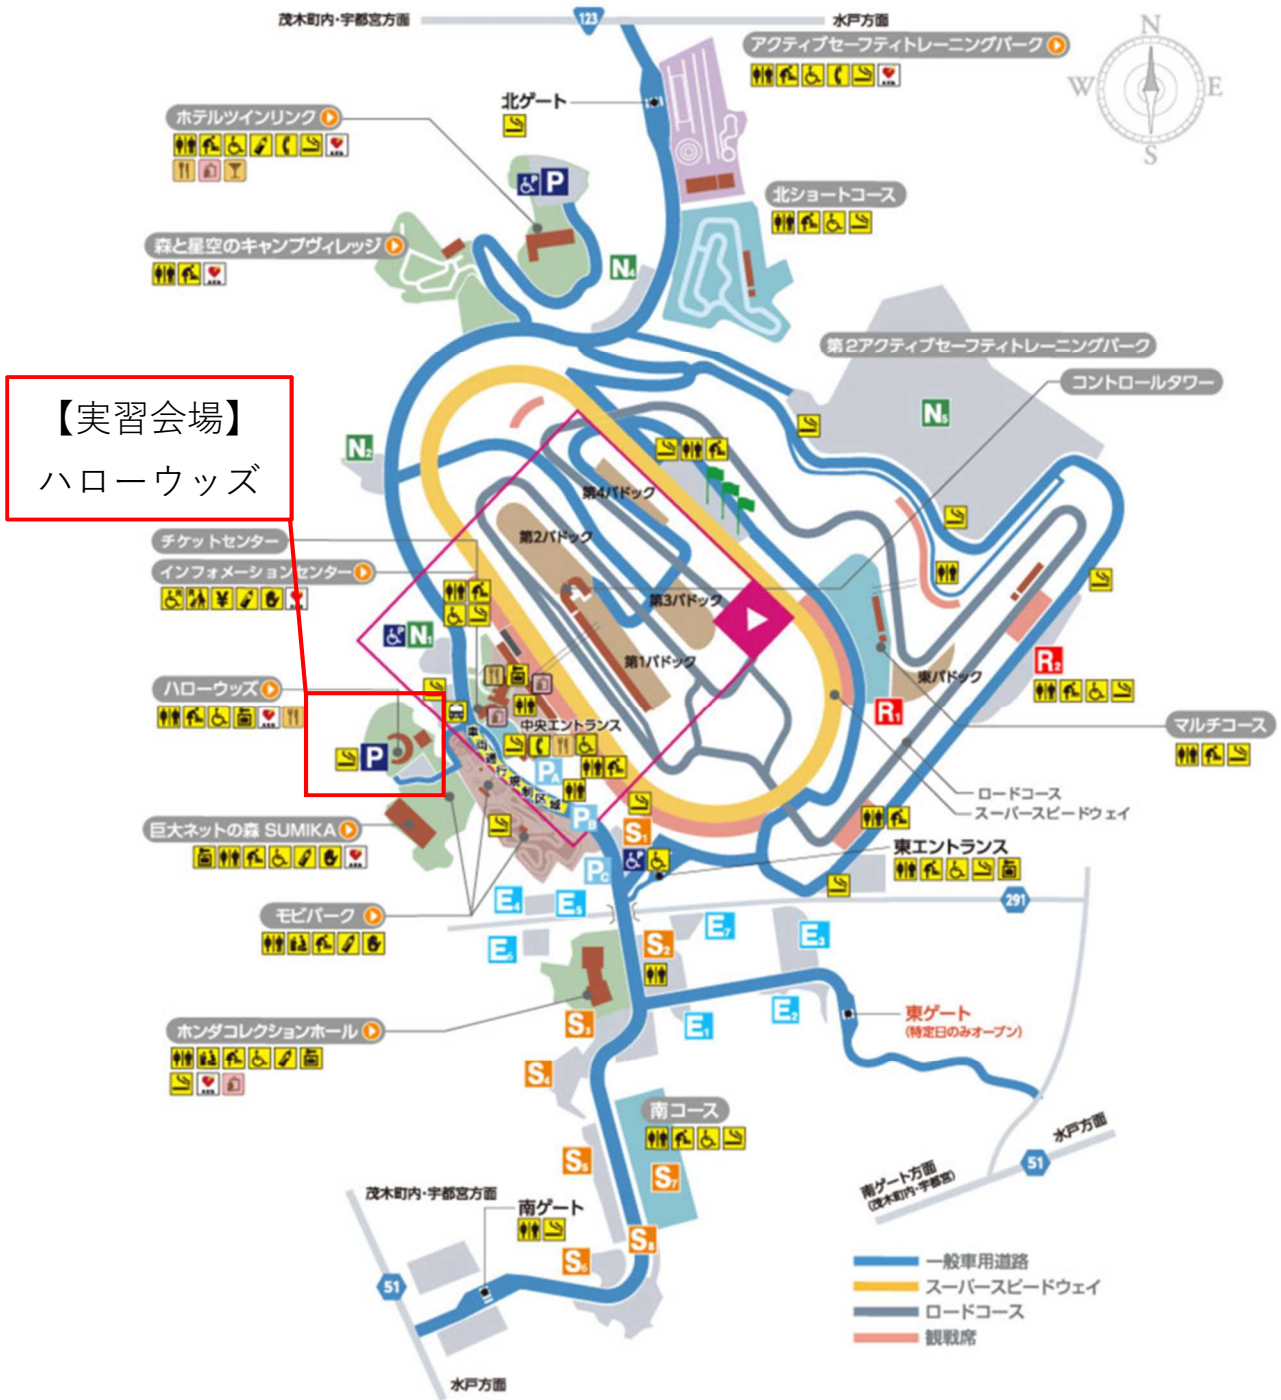 茂木町内・宇都宮方面
123
水戸方面
アクティブセーフティトレーニングパーク
N
W
E
S
北ゲート
ホテルツインリンク
P
北ショートコース
森と星空のキャンプヴィレッジ
N4
第2アクティブセーフティトレーニングパーク
コントロールタワー
【実習会場】
ハローウッズ
N5
N2
第4パドック
第2パドック
チケットセンター
インフォメーションセンター
第3パドック
N1
第1パドック
東パドック
R2
ハローウッズ
R1
中央エントランス
マルチコース
P
車両通行規制区域
PA
ロードコース
スーパースピードウェイ
PB
S1
巨大ネットの森 SUMIKA
東エントランス
PC
E4
E5
291
モビパーク
E7
E3
S2
E6
東ゲート
(特定日のみオープン)
E2
E1
ホンダコレクションホール
S3
S4
南コース
水戸方面
51
S5
S7
南ゲート方面
(茂木町内・宇都宮)
茂木町内・宇都宮方面
南ゲート
S8
S6
51
一般車用道路
スーパースピードウェイ
ロードコース
観戦席
水戸方面